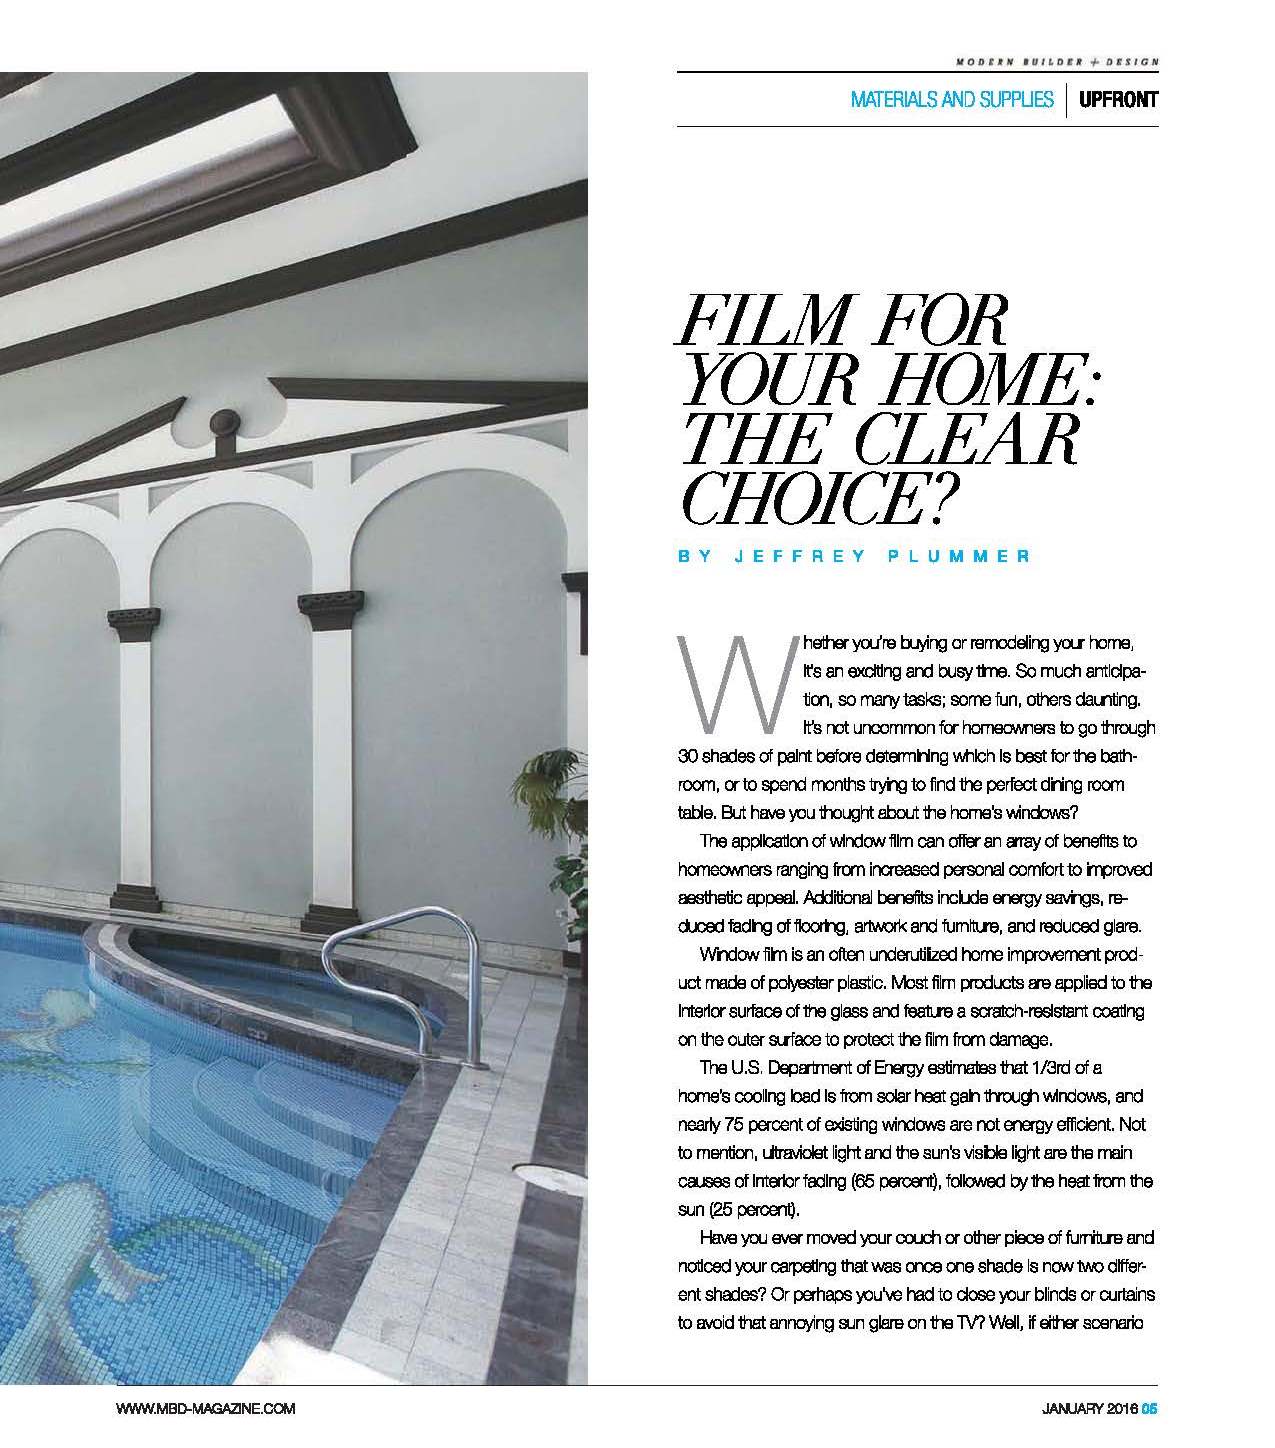 MODERN BUILDER + DESIGN
MATERIALS AND SUPPLIES | UPFRONT
FILM FOR
YOUR HOME:
THE CLEAR
CHOICE?
BY JEFFREY PLUMMER
Whether you're buying or remodeling your home,
it's an exciting and busy time. So much anticipa-
tion, so many tasks; some fun, others daunting.
It's not uncommon for homeowners to go through
30 shades of paint before determining which is best for the bath-
room, or to spend months trying to find the perfect dining room
table. But have you thought about the home's windows?
The application of window film can offer an array of benefits to
homeowners ranging from increased personal comfort to improved
aesthetic appeal. Additional benefits include energy savings, re-
duced fading of flooring, artwork and furniture, and reduced glare.
Window film is an often underutilized home improvement prod-
uct made of polyester plastic. Most film products are applied to the
interior surface of the glass and feature a scratch-resistant coating
on the outer surface to protect the film from damage.
The U.S. Department of Energy estimates that 1/3rd of a
home's cooling load is from solar heat gain through windows, and
nearly 75 percent of existing windows are not energy efficient. Not
to mention, ultraviolet light and the sun's visible light are the main
causes of interior fading (65 percent), followed by the heat from the
sun (25 percent).
Have you ever moved your couch or other piece of furniture and
noticed your carpeting that was once one shade is now two differ-
ent shades? Or perhaps you've had to close your blinds or curtains
to avoid that annoying sun glare on the TV? Well, if either scenario
WWW.MBD-MAGAZINE.COM
JANUARY 2016 05